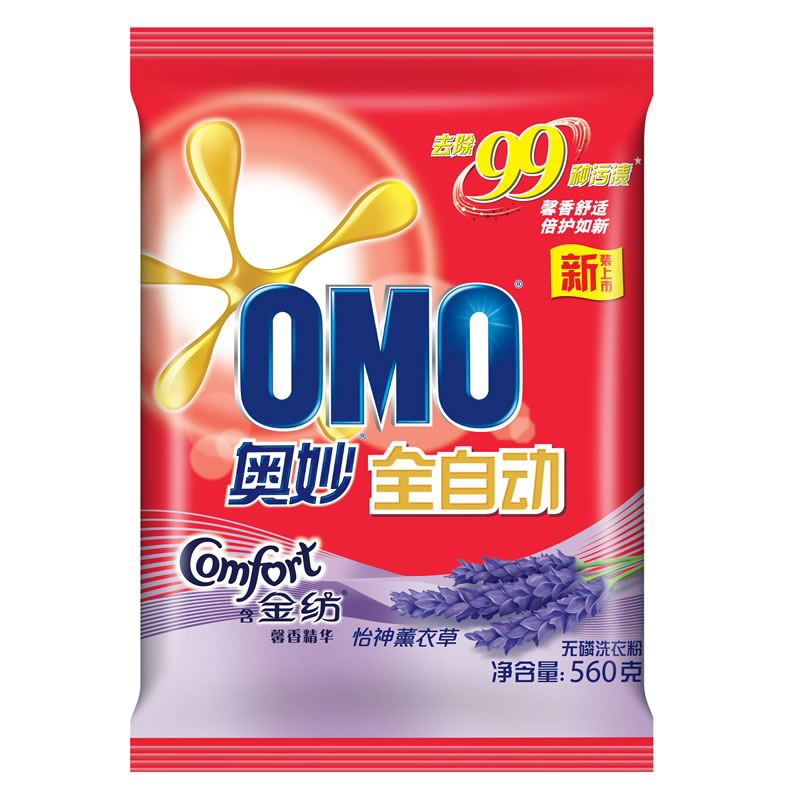 去除99种污渍*
馨香舒适
倍护如新
新装上市
OMO®
奥妙® 全自动
Comfort
含金纺®
馨香精华
怡神薰衣草
无磷洗衣粉
净含量:560克